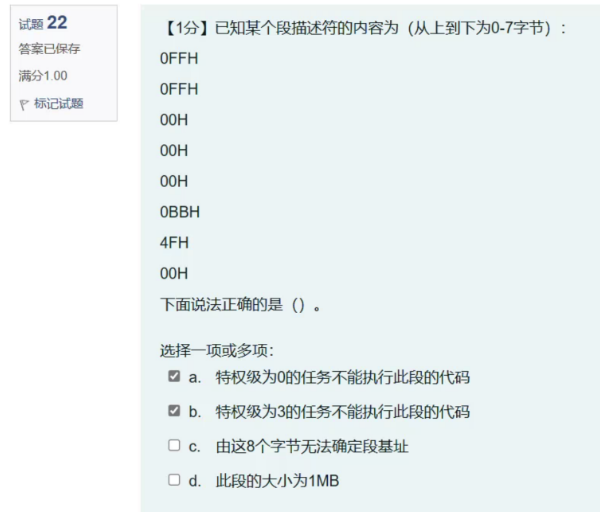 试题 22
答案已保存
满分1.00
标记试题
【1分】已知某个段描述符的内容为（从上到下为0-7字节）：
0FFH
0FFH
00H
00H
00H
0BBH
4FH
00H
下面说法正确的是（）。
选择一项或多项：
a. 特权级为0的任务不能执行此段的代码
b. 特权级为3的任务不能执行此段的代码
c. 由这8个字节无法确定段基址
d. 此段的大小为1MB